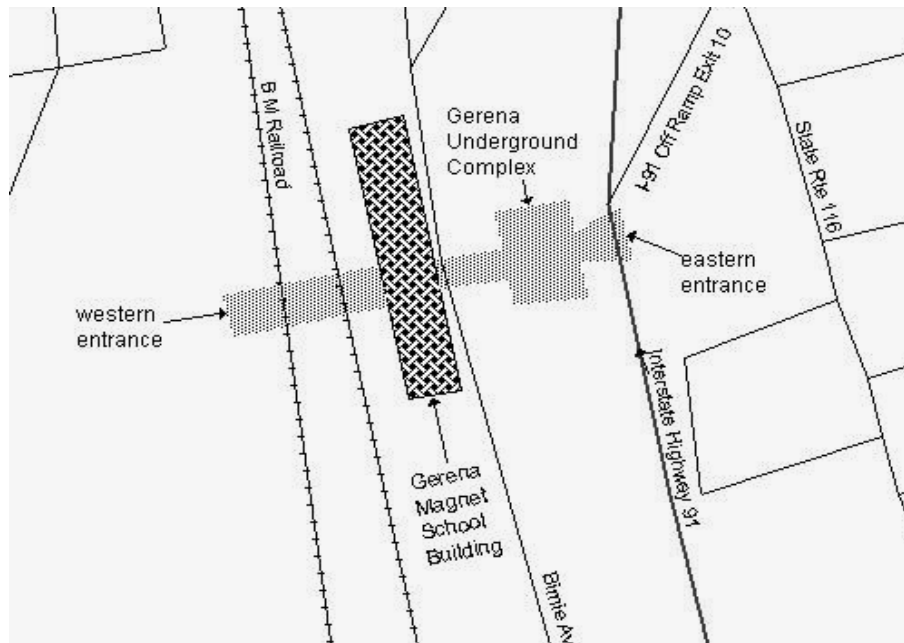 B M Railroad
Gerena
Underground
Complex
I-91 Off Ramp Exit 10
State Rte 116
western
entrance
eastern
entrance
Interstate Highway 91
Gerena
Magnet
School
Building
Birnie Av